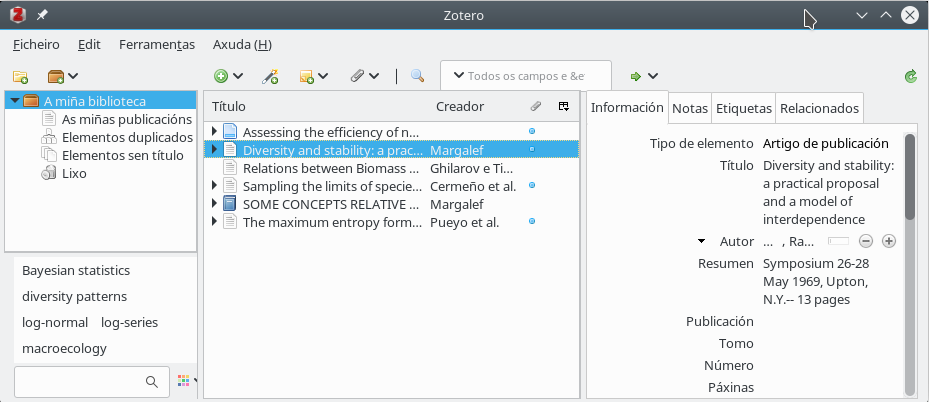 Zotero
Ficheiro Edit Ferramentas Axuda (H)
Todos os campos e &e
A miña biblioteca
As miñas publicacións
Elementos duplicados
Elementos sen título
Lixo
Bayesian statistics
diversity patterns
log-normal log-series
macroecology
Título Creador
Assessing the efficiency of n...
Diversity and stability: a prac... Margalef
Relations between Biomass ... Ghilarov e Ti...
Sampling the limits of specie... Cermeño et al.
SOME CONCEPTS RELATIVE ... Margalef
The maximum entropy form... Pueyo et al.
Información Notas Etiquetas Relacionados
Tipo de elemento Artigo de publicación
Título Diversity and stability:
a practical proposal
and a model of
interdependence
Autor ... , Ra...
Resumen Symposium 26-28
May 1969, Upton,
N.Y.-- 13 pages
Publicación
Tomo
Número
Páxinas